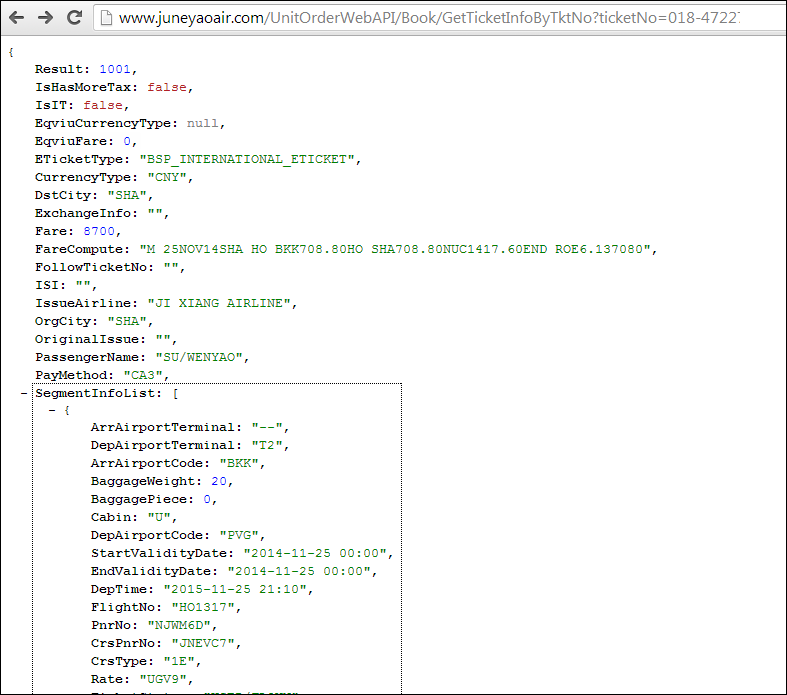 www.juneyaoair.com/UnitOrderWebAPI/Book/GetTicketInfoByTktNo?ticketNo=018-4722
{
Result: 1001,
IsHasMoreTax: false,
IsIT: false,
EqviuCurrencyType: null,
EqviuFare: 0,
ETicketType: "BSP_INTERNATIONAL_ETICKET",
CurrencyType: "CNY",
DstCity: "SHA",
ExchangeInfo: "",
Fare: 8700,
FareCompute: "M 25NOV14SHA HO BKK708.80HO SHA708.80NUC1417.60END ROE6.137080",
FollowTicketNo: "",
ISI: "",
IssueAirline: "JI XIANG AIRLINE",
OrgCity: "SHA",
OriginalIssue: "",
PassengerName: "SU/WENYAO",
PayMethod: "CA3",
- SegmentInfoList: [
- {
ArrAirportTerminal: "--",
DepAirportTerminal: "T2",
ArrAirportCode: "BKK",
BaggageWeight: 20,
BaggagePiece: 0,
Cabin: "U",
DepAirportCode: "PVG",
StartValidityDate: "2014-11-25 00:00",
EndValidityDate: "2014-11-25 00:00",
DepTime: "2015-11-25 21:10",
FlightNo: "HO1317",
PnrNo: "NJWM6D",
CrsPnrNo: "JNEVC7",
CrsType: "1E",
Rate: "UGV9",